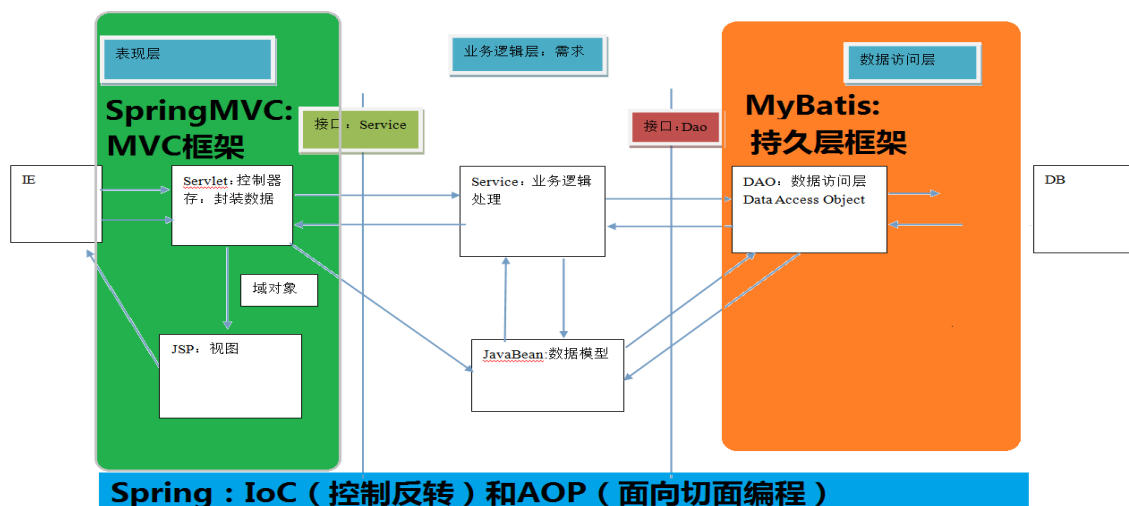 表现层
业务逻辑层：需求
数据访问层
SpringMVC:
MVC框架
接口：Service
接口:Dao
MyBatis:
持久层框架
IE
Servlet:控制器
存：封装数据
Service：业务逻辑
处理
DAO：数据访问层
Data Access Object
DB
域对象
JSP：视图
JavaBean:数据模型
Spring：IoC（控制反转）和AOP（面向切面编程）